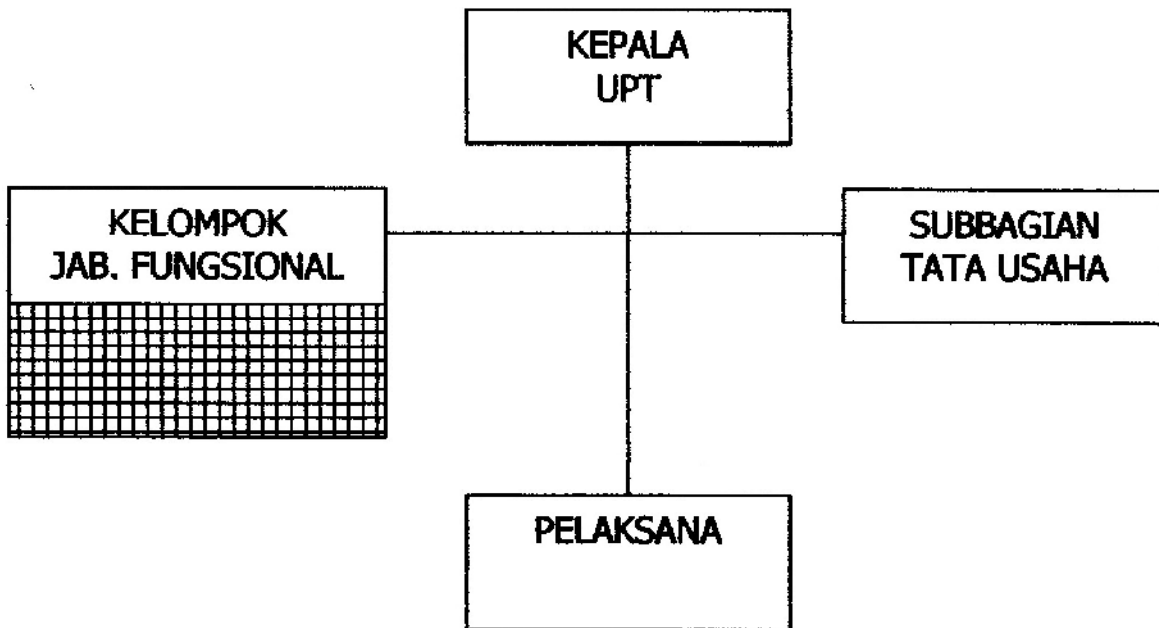 KEPALA
UPT
KELOMPOK
JAB. FUNGSIONAL
SUBBAGIAN
TATA USAHA
PELAKSANA